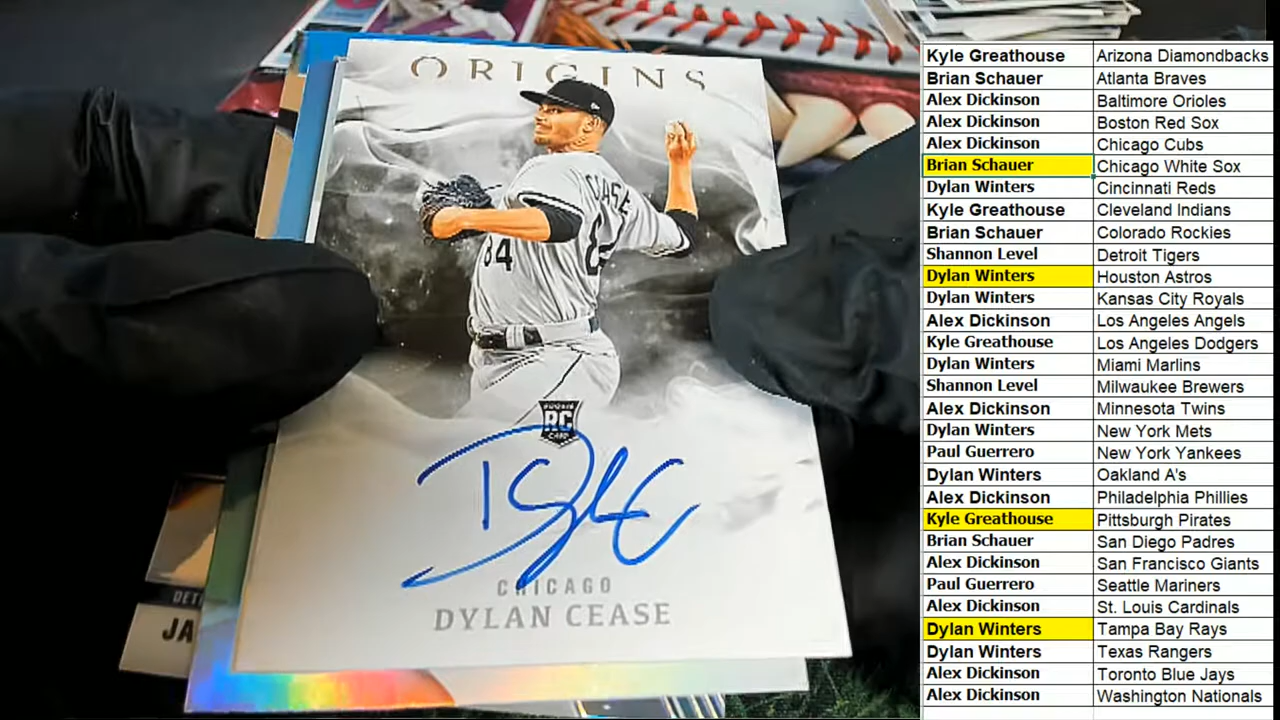 ORIGINS
CEASE
84
ROOKIE
RC
CARD
CHICAGO
DYLAN CEASE
DET
JA
Kyle Greathouse Arizona Diamondbacks
Brian Schauer Atlanta Braves
Alex Dickinson Baltimore Orioles
Alex Dickinson Boston Red Sox
Alex Dickinson Chicago Cubs
Brian Schauer Chicago White Sox
Dylan Winters Cincinnati Reds
Kyle Greathouse Cleveland Indians
Brian Schauer Colorado Rockies
Shannon Level Detroit Tigers
Dylan Winters Houston Astros
Dylan Winters Kansas City Royals
Alex Dickinson Los Angeles Angels
Kyle Greathouse Los Angeles Dodgers
Dylan Winters Miami Marlins
Shannon Level Milwaukee Brewers
Alex Dickinson Minnesota Twins
Dylan Winters New York Mets
Paul Guerrero New York Yankees
Dylan Winters Oakland A's
Alex Dickinson Philadelphia Phillies
Kyle Greathouse Pittsburgh Pirates
Brian Schauer San Diego Padres
Alex Dickinson San Francisco Giants
Paul Guerrero Seattle Mariners
Alex Dickinson St. Louis Cardinals
Dylan Winters Tampa Bay Rays
Dylan Winters Texas Rangers
Alex Dickinson Toronto Blue Jays
Alex Dickinson Washington Nationals